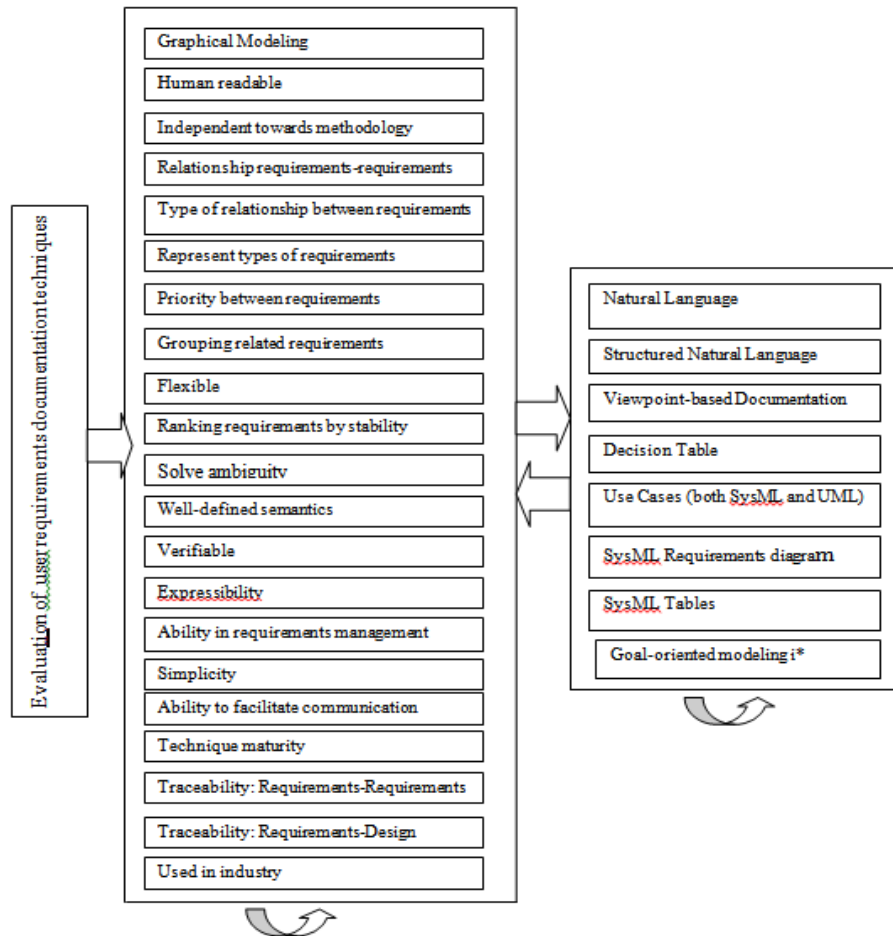 Evaluation of user requirements documentation techniques
Graphical Modeling
Human readable
Independent towards methodology
Relationship requirements-requirements
Type of relationship between requirements
Represent types of requirements
Priority between requirements
Grouping related requirements
Flexible
Ranking requirements by stability
Solve ambiguity
Well-defined semantics
Verifiable
Expressibility
Ability in requirements management
Simplicity
Ability to facilitate communication
Technique maturity
Traceability: Requirements-Requirements
Traceability: Requirements-Design
Used in industry
Natural Language
Structured Natural Language
Viewpoint-based Documentation
Decision Table
Use Cases (both SysML and UML)
SysML Requirements diagram
SysML Tables
Goal-oriented modeling i*